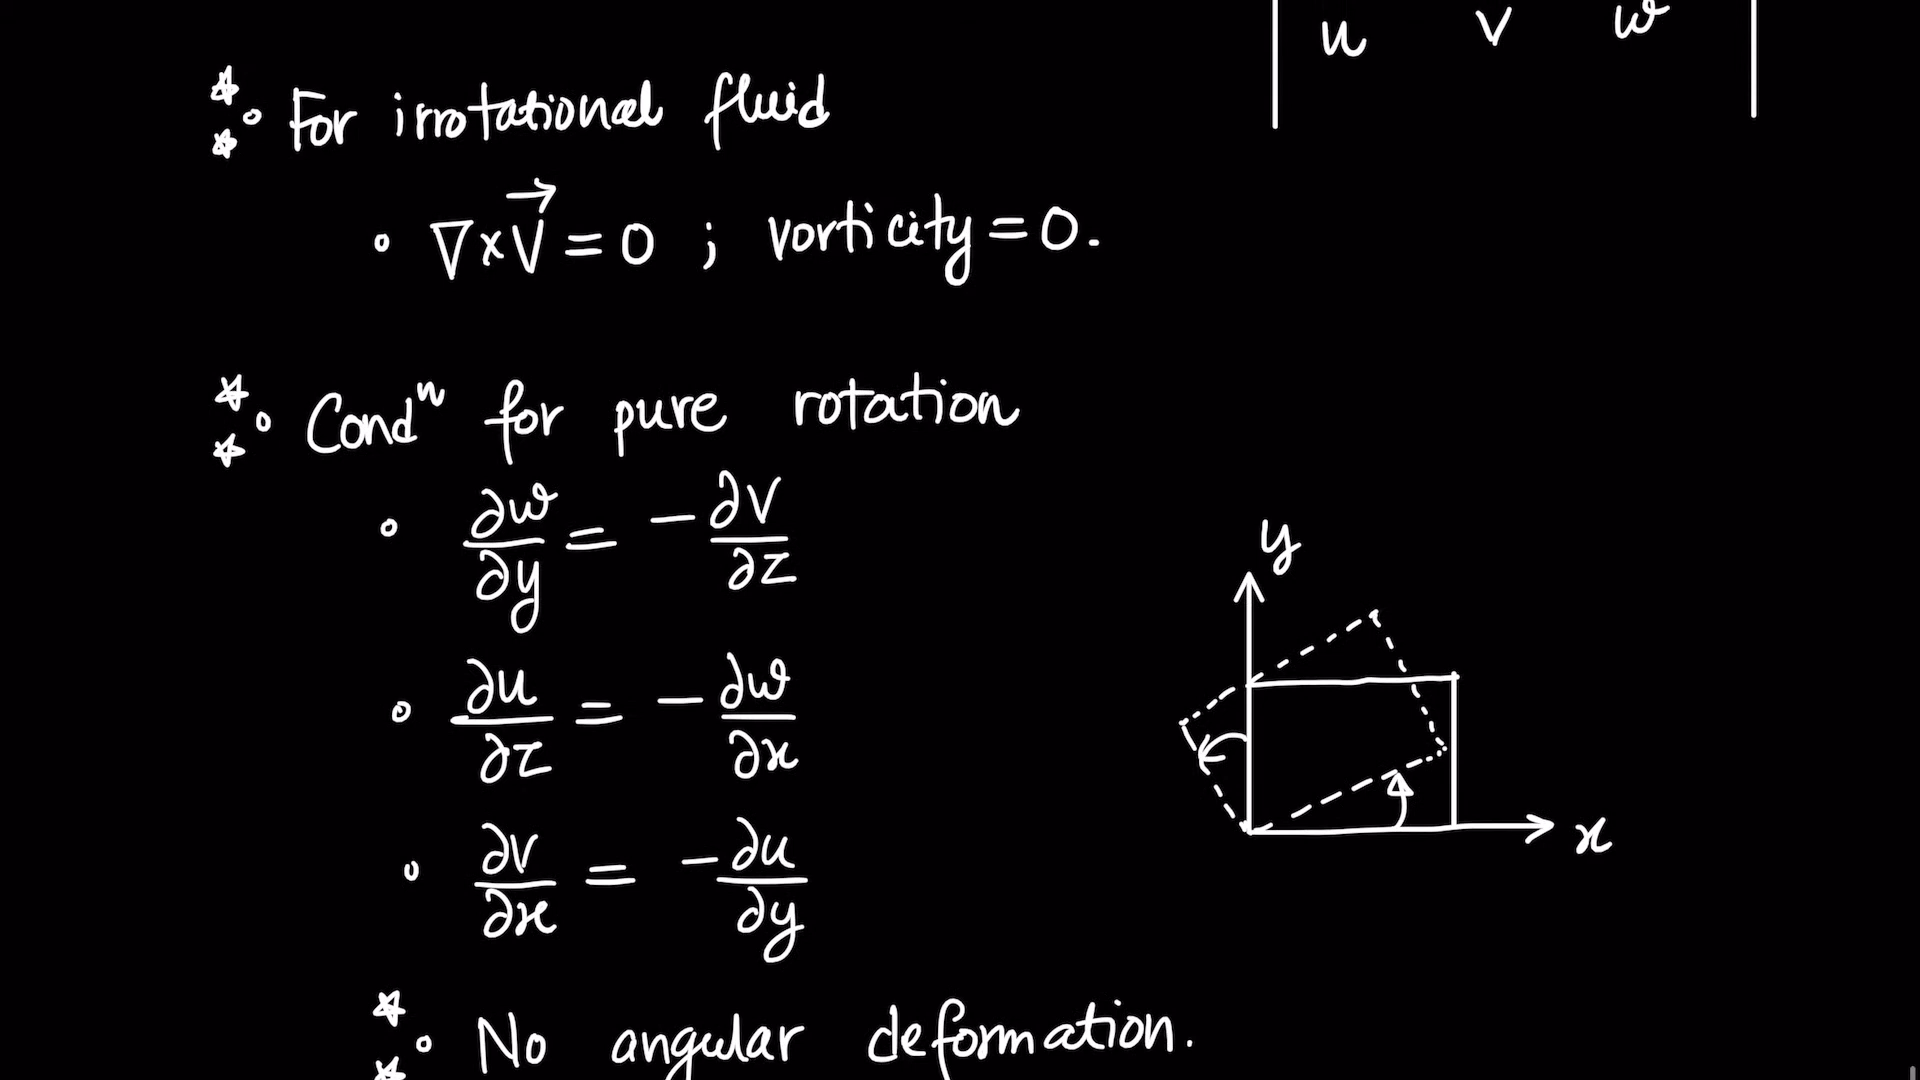 | u v w |
For irrotational fluid
∇×V⃗ = 0 ; vorticity = 0.
Condⁿ for pure rotation
∂w/∂y = -∂v/∂z
∂u/∂z = -∂w/∂x
∂v/∂x = -∂u/∂y
y
x
No angular deformation.